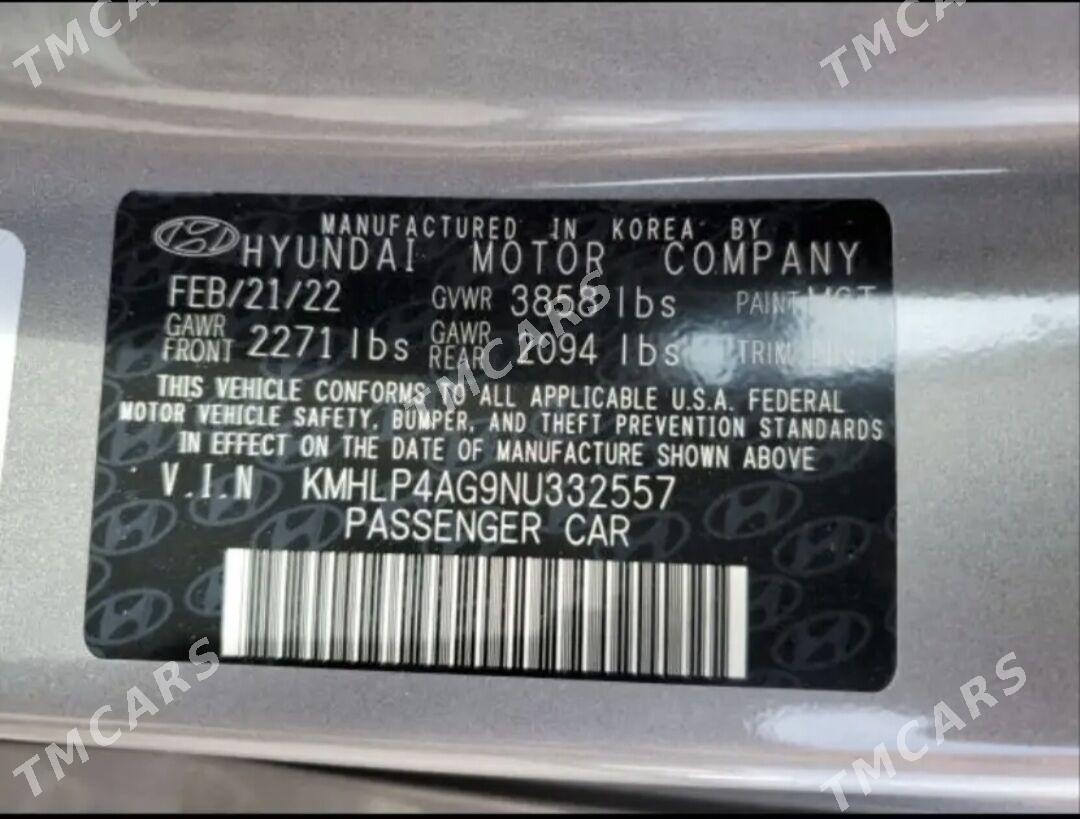 TMCARS
TMCARS
MANUFACTURED IN KOREA BY
HYUNDAI MOTOR COMPANY
FEB/21/22 GVWR 3858 lbs PAINT
GAWR FRONT 2271 lbs GAWR REAR 2094 lbs TRIM
TMCARS
THIS VEHICLE CONFORMS TO ALL APPLICABLE U.S.A. FEDERAL
MOTOR VEHICLE SAFETY, BUMPER, AND THEFT PREVENTION STANDARDS
IN EFFECT ON THE DATE OF MANUFACTURE SHOWN ABOVE
V.I.N KMHLP4AG9NU332557
PASSENGER CAR
TMCARS
TMCARS